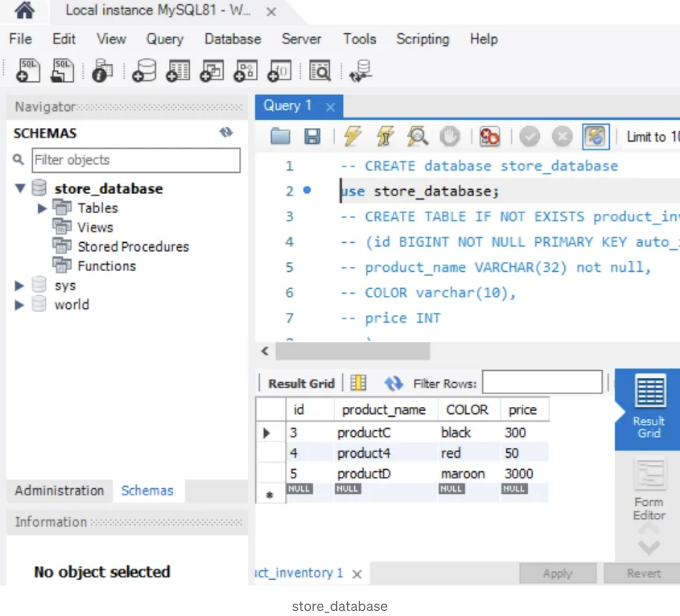 Local instance MySQL81 - W...
File Edit View Query Database Server Tools Scripting Help
Navigator
SCHEMAS
Filter objects
store_database
Tables
Views
Stored Procedures
Functions
sys
world
Administration Schemas
Information
No object selected
Query 1
Limit to 10
1 -- CREATE database store_database
2 use store_database;
3 -- CREATE TABLE IF NOT EXISTS product_inv
4 -- (id BIGINT NOT NULL PRIMARY KEY auto_
5 -- product_name VARCHAR(32) not null,
6 -- COLOR varchar(10),
7 -- price INT
Result Grid Filter Rows:
id product_name COLOR price
3 productC black 300
4 product4 red 50
5 productD maroon 3000
NULL NULL NULL NULL
Result
Grid
Form
Editor
uct_inventory 1
Apply Revert
store_database